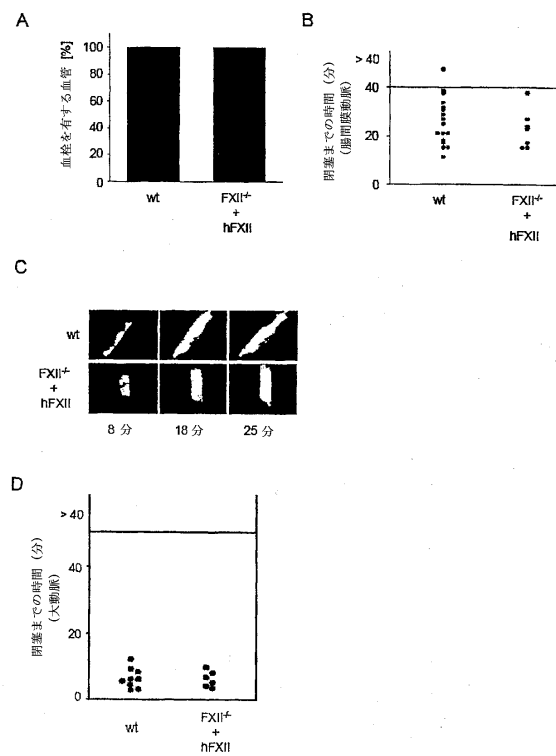 A
血栓を有する血管 [%]
100
80
60
40
20
0
wt
FXII-/-
+
hFXII
B
閉塞までの時間（分）
（腸間膜動脈）
> 40
40
20
0
wt
FXII-/-
+
hFXII
C
wt
FXII-/-
+
hFXII
8 分
18 分
25 分
D
閉塞までの時間（分）
（大動脈）
> 40
40
20
0
wt
FXII-/-
+
hFXII